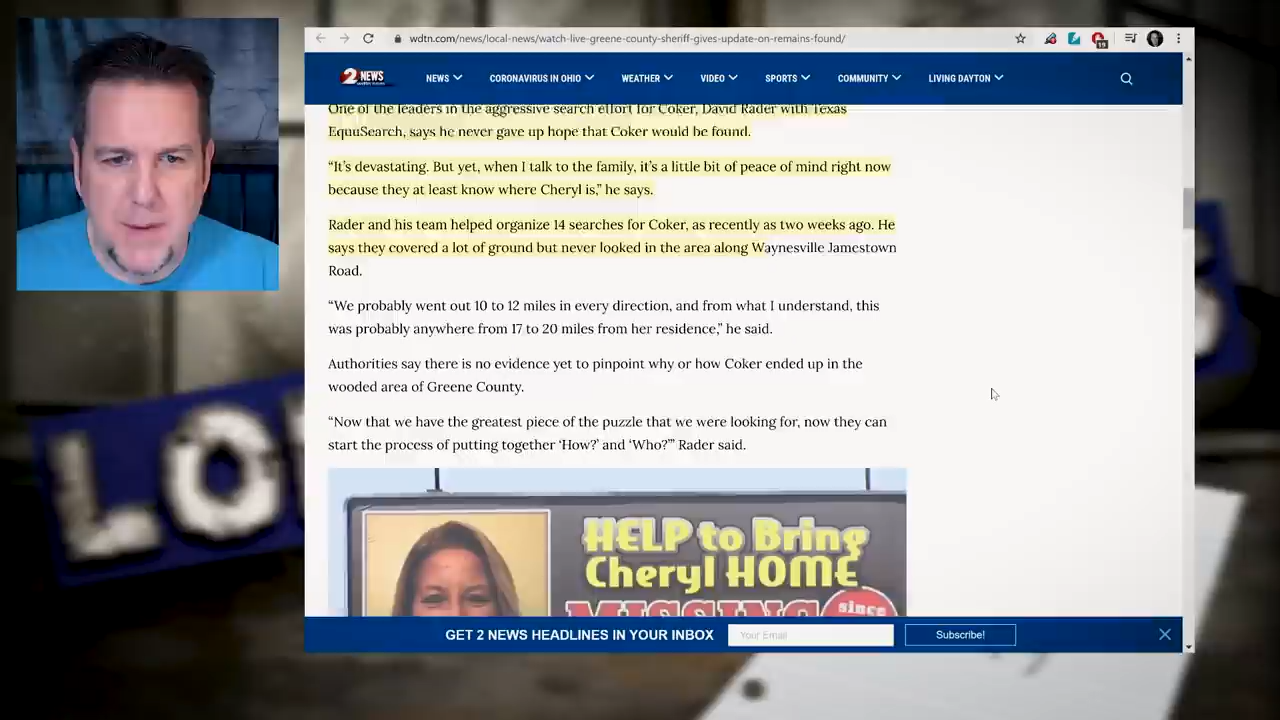 wdtn.com/news/local-news/watch-live-greene-county-sheriff-gives-update-on-remains-found/
19
2 NEWS
NEWS
CORONAVIRUS IN OHIO
WEATHER
VIDEO
SPORTS
COMMUNITY
LIVING DAYTON
One of the leaders in the aggressive search effort for Coker, David Rader with Texas
EquuSearch, says he never gave up hope that Coker would be found.
“It’s devastating. But yet, when I talk to the family, it’s a little bit of peace of mind right now
because they at least know where Cheryl is,” he says.
Rader and his team helped organize 14 searches for Coker, as recently as two weeks ago. He
says they covered a lot of ground but never looked in the area along Waynesville Jamestown
Road.
“We probably went out 10 to 12 miles in every direction, and from what I understand, this
was probably anywhere from 17 to 20 miles from her residence,” he said.
Authorities say there is no evidence yet to pinpoint why or how Coker ended up in the
wooded area of Greene County.
“Now that we have the greatest piece of the puzzle that we were looking for, now they can
start the process of putting together ‘How?’ and ‘Who?’” Rader said.
HELP to Bring
Cheryl HOME
MISSING
since
GET 2 NEWS HEADLINES IN YOUR INBOX
Your Email
Subscribe!
LO